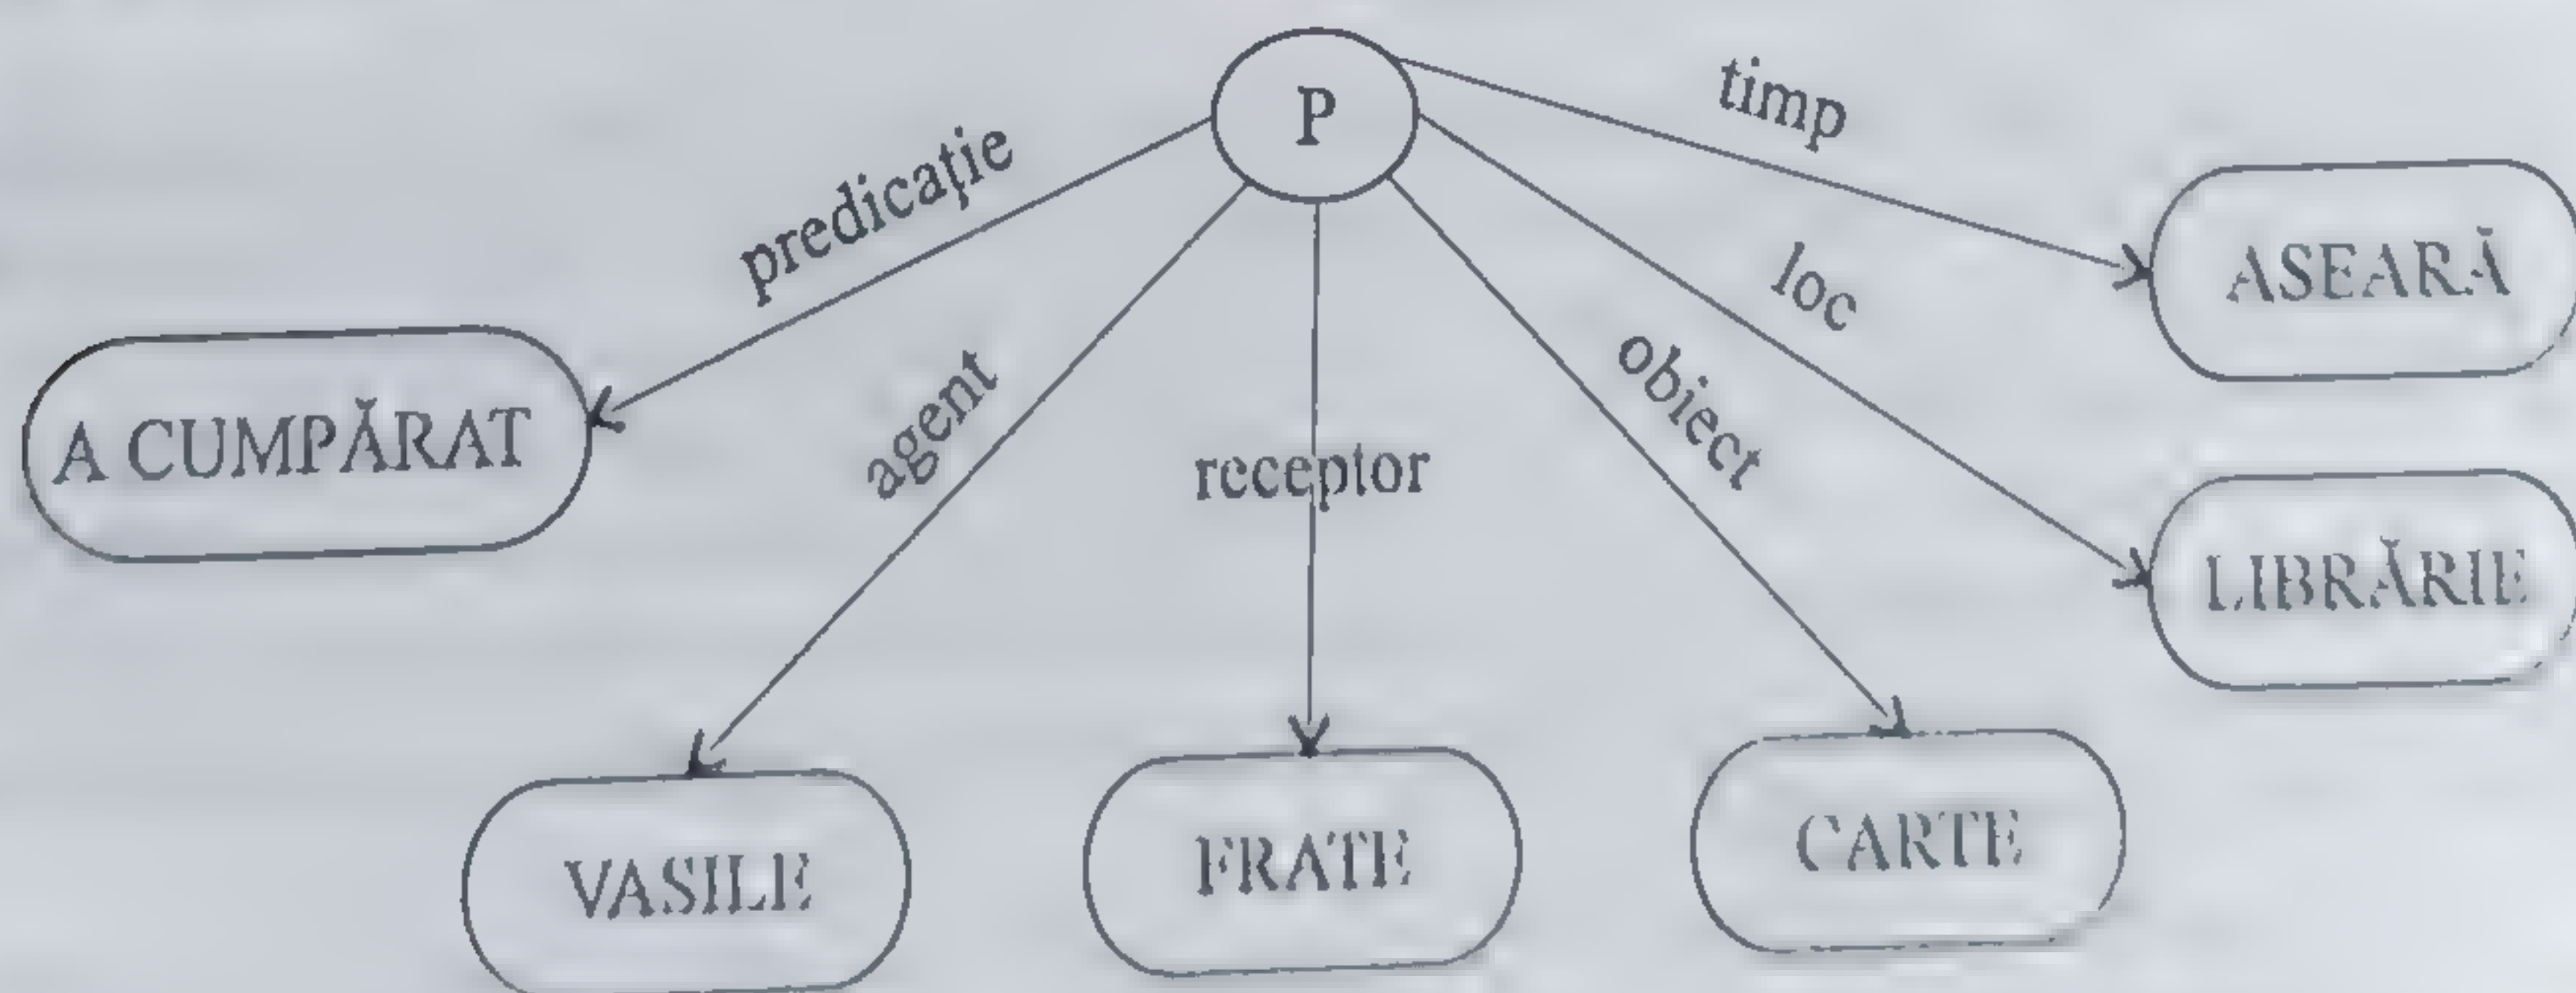 P
timp
predicație
ASEARĂ
loc
agent
obiect
receptor
A CUMPĂRAT
LIBRĂRIE
VASILE
FRATE
CARTE